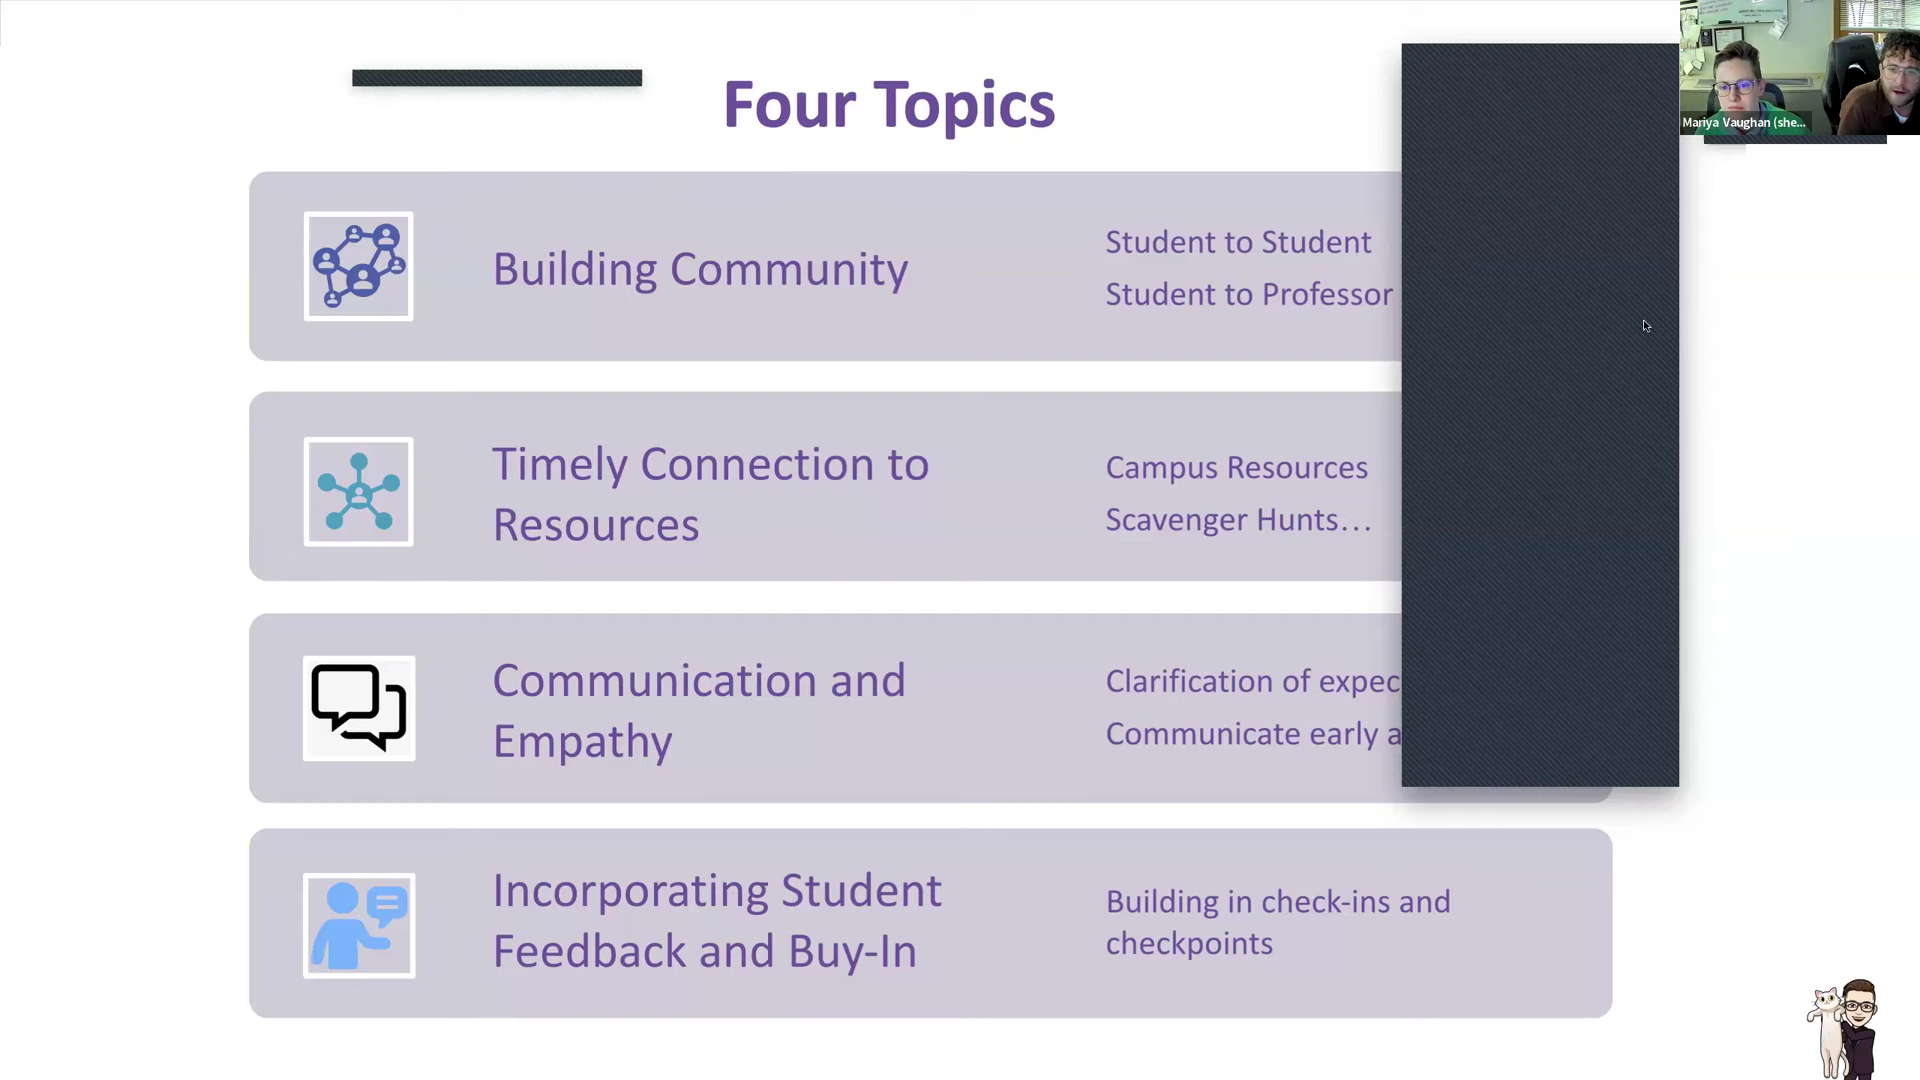 Four Topics
Mariya Vaughan (she...
Building Community
Student to Student
Student to Professor
Timely Connection to
Resources
Campus Resources
Scavenger Hunts…
Communication and
Empathy
Clarification of expec
Communicate early a
Incorporating Student
Feedback and Buy-In
Building in check-ins and
checkpoints